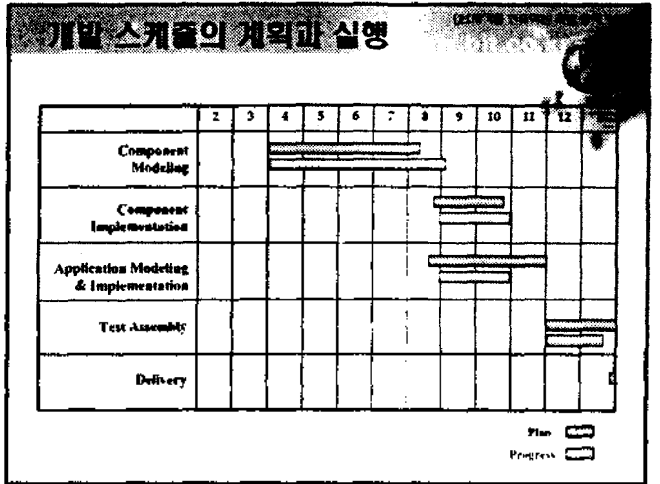 개발 스케줄의 계획과 실행
2 3 4 5 6 7 8 9 10 11 12
Component
Modeling
Component
Implementation
Application Modeling
& Implementation
Test Assembly
Delivery
Plan
Progress